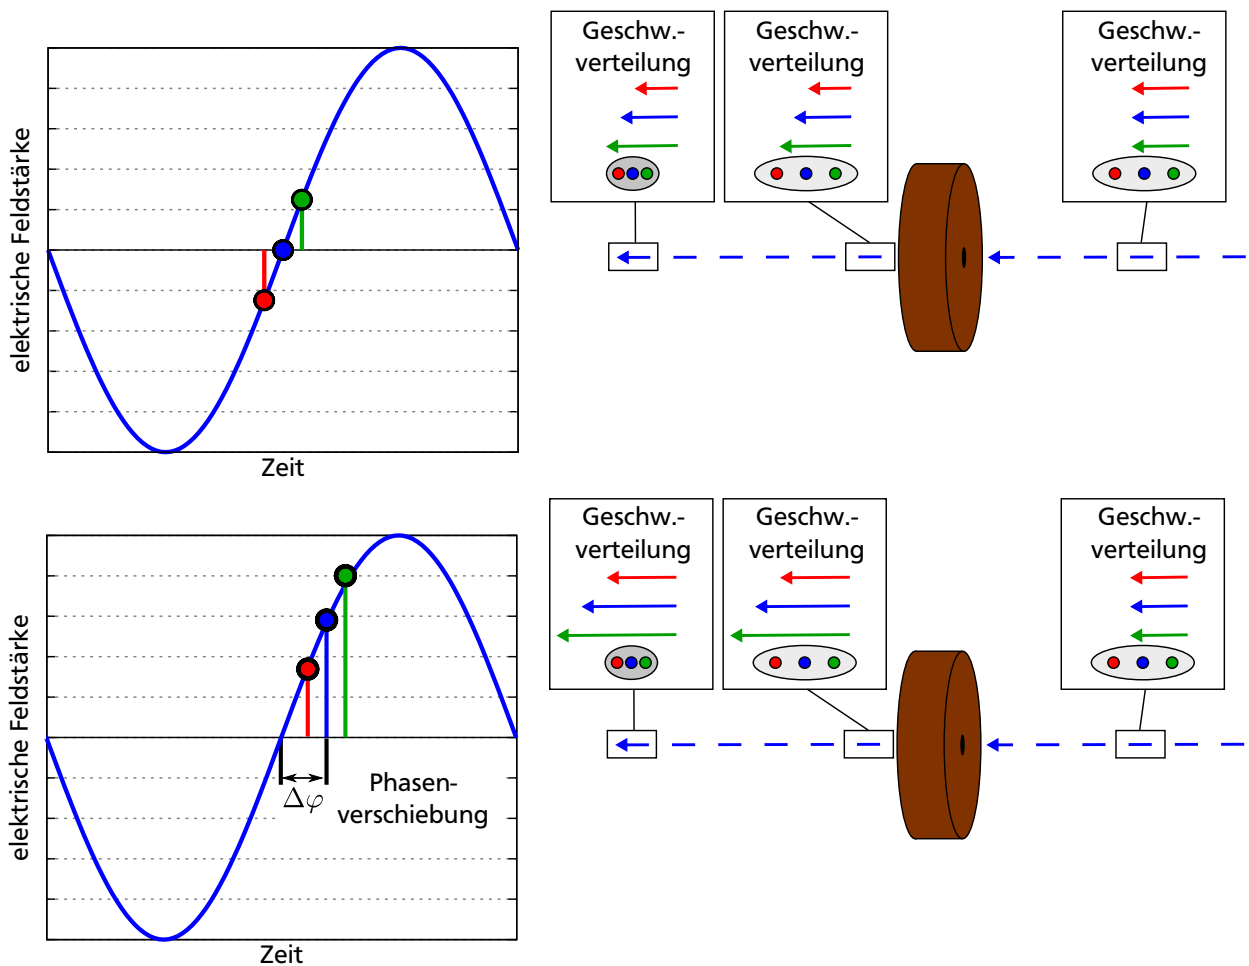 elektrische Feldstärke
Zeit
Geschw.-
verteilung
Geschw.-
verteilung
Geschw.-
verteilung
elektrische Feldstärke
Δφ
Phasen-
verschiebung
Zeit
Geschw.-
verteilung
Geschw.-
verteilung
Geschw.-
verteilung